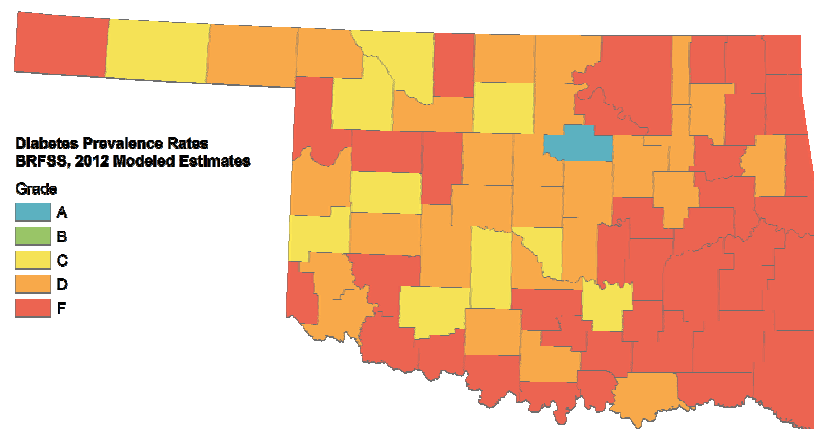 Diabetes Prevalence Rates
BRFSS, 2012 Modeled Estimates
Grade
A
B
C
D
F